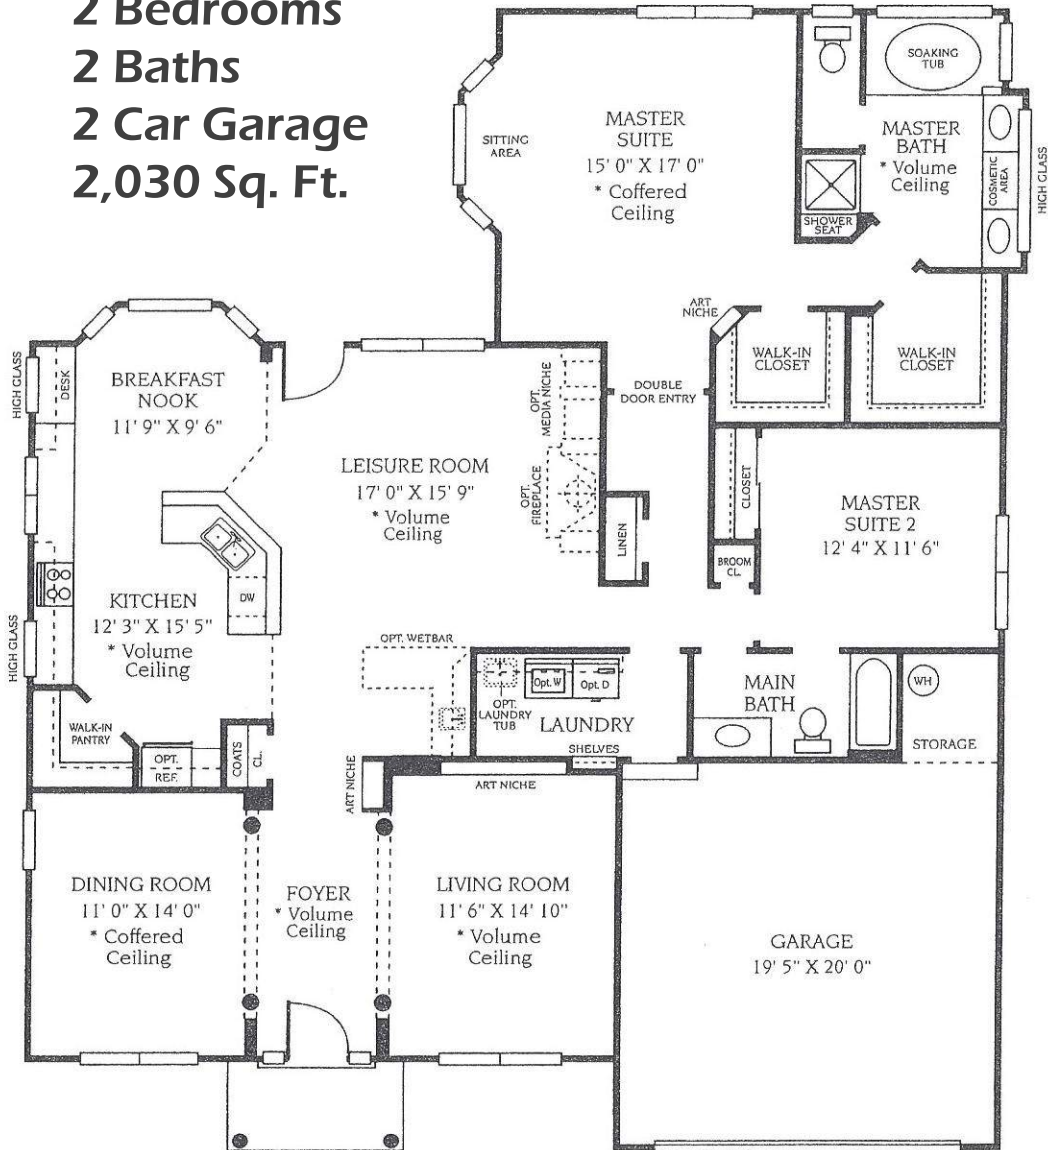 2 Bedrooms
2 Baths
2 Car Garage
2,030 Sq. Ft.
SOAKING
TUB
MASTER
SUITE
15' 0" X 17' 0"
* Coffered
Ceiling
SITTING
AREA
MASTER
BATH
* Volume
Ceiling
COSMETIC
AREA
HIGH GLASS
SHOWER
SEAT
ART
NICHE
WALK-IN
CLOSET
WALK-IN
CLOSET
DOUBLE
DOOR ENTRY
HIGH GLASS
DESK
BREAKFAST
NOOK
11' 9" X 9' 6"
OPT.
MEDIA NICHE
LEISURE ROOM
17' 0" X 15' 9"
* Volume
Ceiling
OPT.
FIREPLACE
CLOSET
MASTER
SUITE 2
12' 4" X 11' 6"
LINEN
BROOM
CL.
DW
KITCHEN
12' 3" X 15' 5"
* Volume
Ceiling
HIGH GLASS
OPT. WETBAR
Opt. W
Opt. D
OPT.
LAUNDRY
TUB
LAUNDRY
SHELVES
MAIN
BATH
WH
STORAGE
WALK-IN
PANTRY
OPT.
REF.
COATS
CL.
ART NICHE
ART NICHE
DINING ROOM
11' 0" X 14' 0"
* Coffered
Ceiling
FOYER
* Volume
Ceiling
LIVING ROOM
11' 6" X 14' 10"
* Volume
Ceiling
GARAGE
19' 5" X 20' 0"